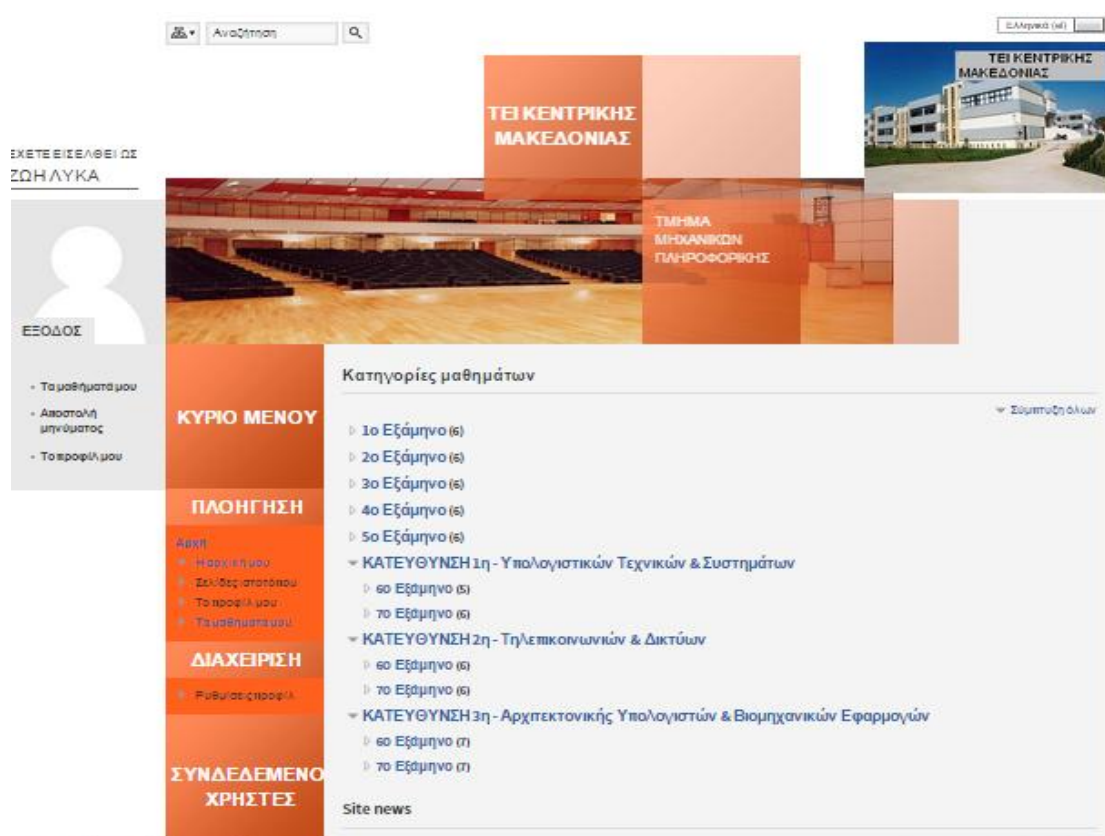 Αναζήτηση
Ελληνικά (el)
ΤΕΙ ΚΕΝΤΡΙΚΗΣ
ΜΑΚΕΔΟΝΙΑΣ
ΤΕΙ ΚΕΝΤΡΙΚΗΣ
ΜΑΚΕΔΟΝΙΑΣ
ΕΧΕΤΕ ΕΙΣΕΛΘΕΙ ΩΣ
ΖΩΗ ΛΥΚΑ
ΤΜΗΜΑ
ΜΗΧΑΝΙΚΩΝ
ΠΛΗΡΟΦΟΡΙΚΗΣ
ΕΞΟΔΟΣ
Τα μαθήματά μου
Αποστολή
μηνύματος
Το προφίλ μου
ΚΥΡΙΟ ΜΕΝΟΥ
ΠΛΟΗΓΗΣΗ
Αρχή
Η αρχική μου
Σελίδες ιστοτόπου
Το προφίλ μου
Τα μαθήματα μου
ΔΙΑΧΕΙΡΙΣΗ
Ρυθμίσεις προφίλ
ΣΥΝΔΕΔΕΜΕΝΟ
ΧΡΗΣΤΕΣ
Κατηγορίες μαθημάτων
Σύμπτυξη όλων
1ο Εξάμηνο (6)
2ο Εξάμηνο (6)
3ο Εξάμηνο (6)
4ο Εξάμηνο (6)
5ο Εξάμηνο (6)
ΚΑΤΕΥΘΥΝΣΗ 1η - Υπολογιστικών Τεχνικών & Συστημάτων
6ο Εξάμηνο (5)
7ο Εξάμηνο (6)
ΚΑΤΕΥΘΥΝΣΗ 2η - Τηλεπικοινωνιών & Δικτύων
6ο Εξάμηνο (6)
7ο Εξάμηνο (6)
ΚΑΤΕΥΘΥΝΣΗ 3η - Αρχιτεκτονικής Υπολογιστών & Βιομηχανικών Εφαρμογών
6ο Εξάμηνο (7)
7ο Εξάμηνο (7)
Site news